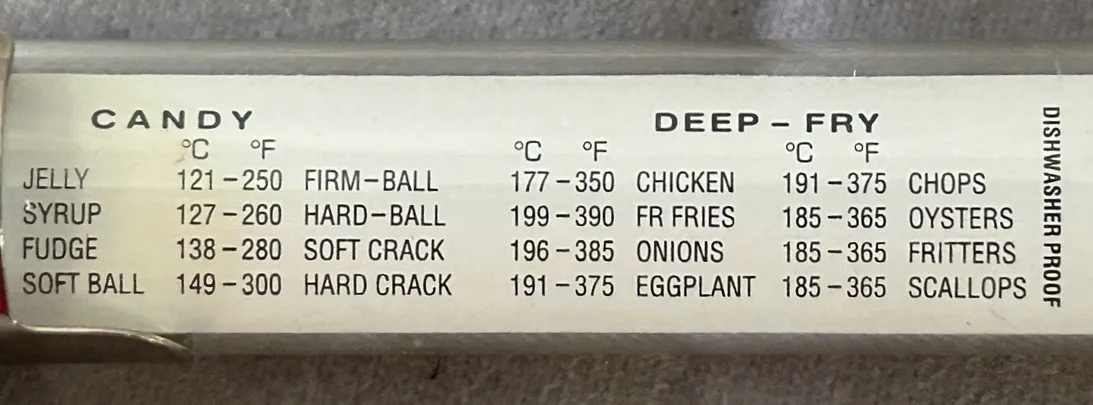 CANDY DEEP – FRY
°C °F °C °F °C °F
JELLY 121 – 250 FIRM – BALL 177 – 350 CHICKEN 191 – 375 CHOPS
SYRUP 127 – 260 HARD – BALL 199 – 390 FR FRIES 185 – 365 OYSTERS
FUDGE 138 – 280 SOFT CRACK 196 – 385 ONIONS 185 – 365 FRITTERS
SOFT BALL 149 – 300 HARD CRACK 191 – 375 EGGPLANT 185 – 365 SCALLOPS
DISHWASHER PROOF